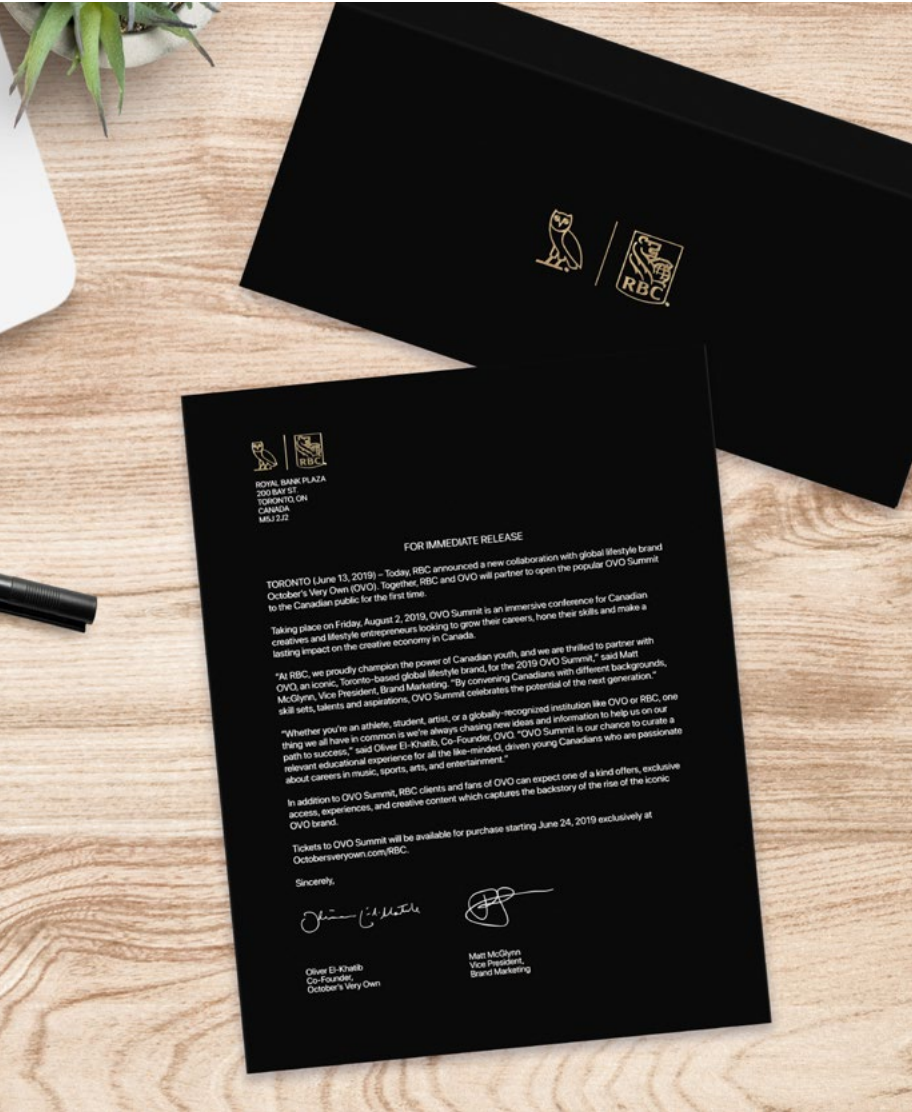 RBC
RBC
ROYAL BANK PLAZA
200 BAY ST.
TORONTO, ON
CANADA
M5J 2J2
FOR IMMEDIATE RELEASE
TORONTO (June 13, 2019) – Today, RBC announced a new collaboration with global lifestyle brand
October's Very Own (OVO). Together, RBC and OVO will partner to open the popular OVO Summit
to the Canadian public for the first time.
Taking place on Friday, August 2, 2019, OVO Summit is an immersive conference for Canadian
creatives and lifestyle entrepreneurs looking to grow their careers, hone their skills and make a
lasting impact on the creative economy in Canada.
"At RBC, we proudly champion the power of Canadian youth, and we are thrilled to partner with
OVO, an iconic, Toronto-based global lifestyle brand, for the 2019 OVO Summit," said Matt
McGlynn, Vice President, Brand Marketing. "By convening Canadians with different backgrounds,
skill sets, talents and aspirations, OVO Summit celebrates the potential of the next generation."
"Whether you're an athlete, student, artist, or a globally-recognized institution like OVO or RBC, one
thing we all have in common is we're always chasing new ideas and information to help us on our
path to success," said Oliver El-Khatib, Co-Founder, OVO. "OVO Summit is our chance to curate a
relevant educational experience for all the like-minded, driven young Canadians who are passionate
about careers in music, sports, arts, and entertainment."
In addition to OVO Summit, RBC clients and fans of OVO can expect one of a kind offers, exclusive
access, experiences, and creative content which captures the backstory of the rise of the iconic
OVO brand.
Tickets to OVO Summit will be available for purchase starting June 24, 2019 exclusively at
Octobersveryown.com/RBC.
Sincerely,
Oliver El-Khatib
Co-Founder,
October's Very Own
Matt McGlynn
Vice President,
Brand Marketing